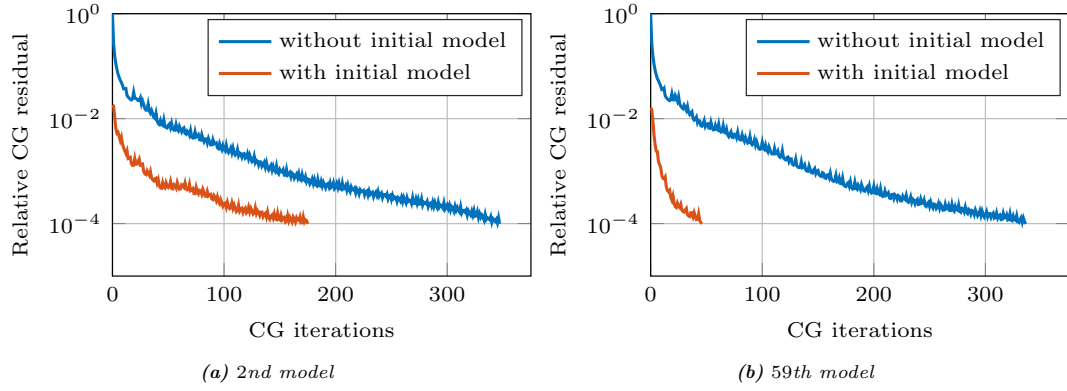 10^0
10^−2
10^−4
Relative CG residual
without initial model
with initial model
0
100
200
300
CG iterations
(a) 2nd model
10^0
10^−2
10^−4
Relative CG residual
without initial model
with initial model
0
100
200
300
CG iterations
(b) 59th model